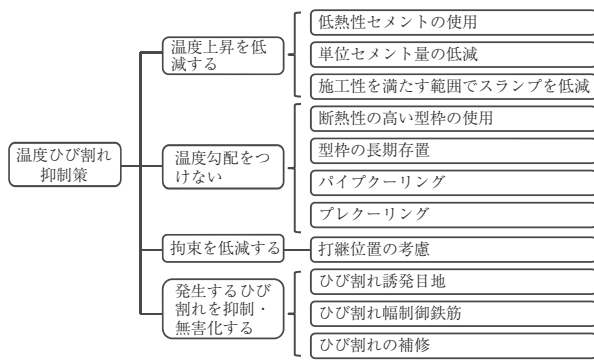 温度ひび割れ
抑制策
温度上昇を低
減する
低熱性セメントの使用
単位セメント量の低減
施工性を満たす範囲でスランプを低減
温度勾配をつ
けない
断熱性の高い型枠の使用
型枠の長期存置
パイプクーリング
プレクーリング
拘束を低減する
打継位置の考慮
発生するひび
割れを抑制・
無害化する
ひび割れ誘発目地
ひび割れ幅制御鉄筋
ひび割れの補修